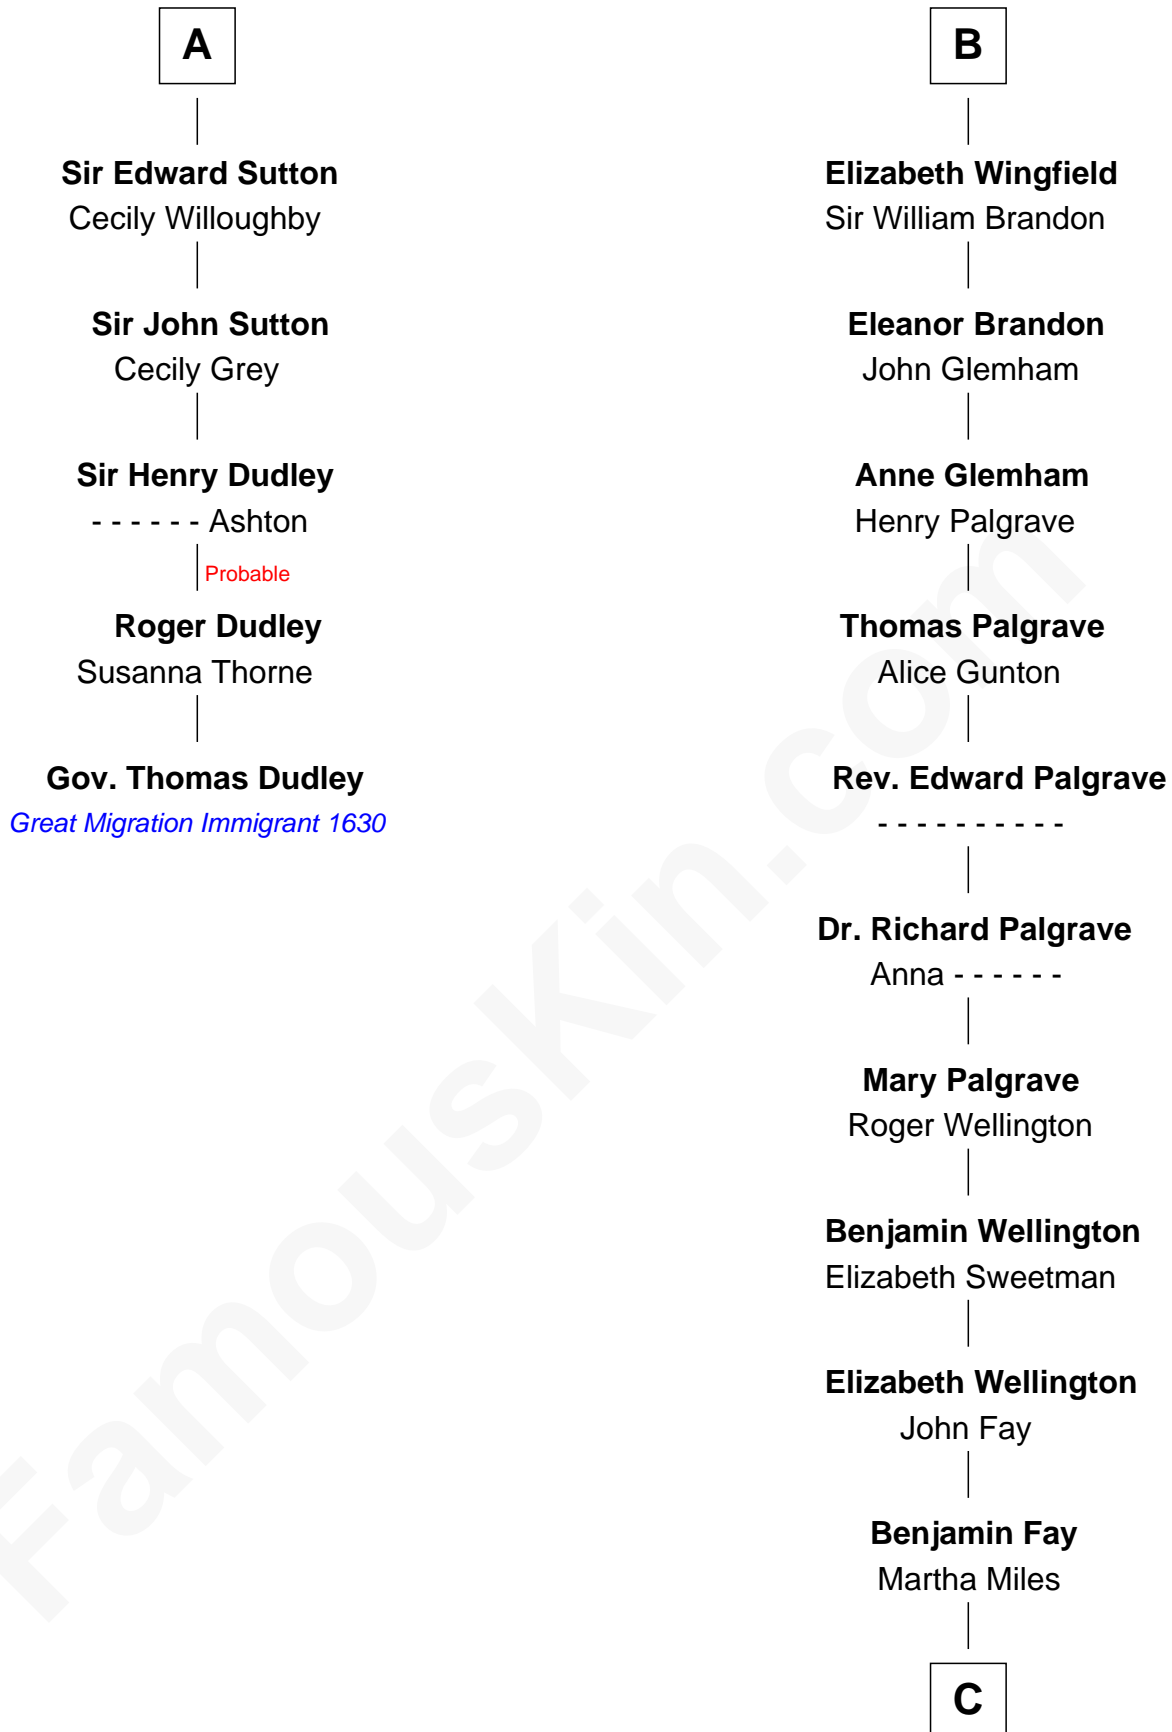 A
Sir Edward Sutton
Cecily Willoughby
Sir John Sutton
Cecily Grey
Sir Henry Dudley
- - - - - - Ashton
Probable
Roger Dudley
Susanna Thorne
Gov. Thomas Dudley
Great Migration Immigrant 1630
B
Elizabeth Wingfield
Sir William Brandon
Eleanor Brandon
John Glemham
Anne Glemham
Henry Palgrave
Thomas Palgrave
Alice Gunton
Rev. Edward Palgrave
- - - - - - - - - -
Dr. Richard Palgrave
Anna - - - - - -
Mary Palgrave
Roger Wellington
Benjamin Wellington
Elizabeth Sweetman
Elizabeth Wellington
John Fay
Benjamin Fay
Martha Miles
C
FamousKin.com